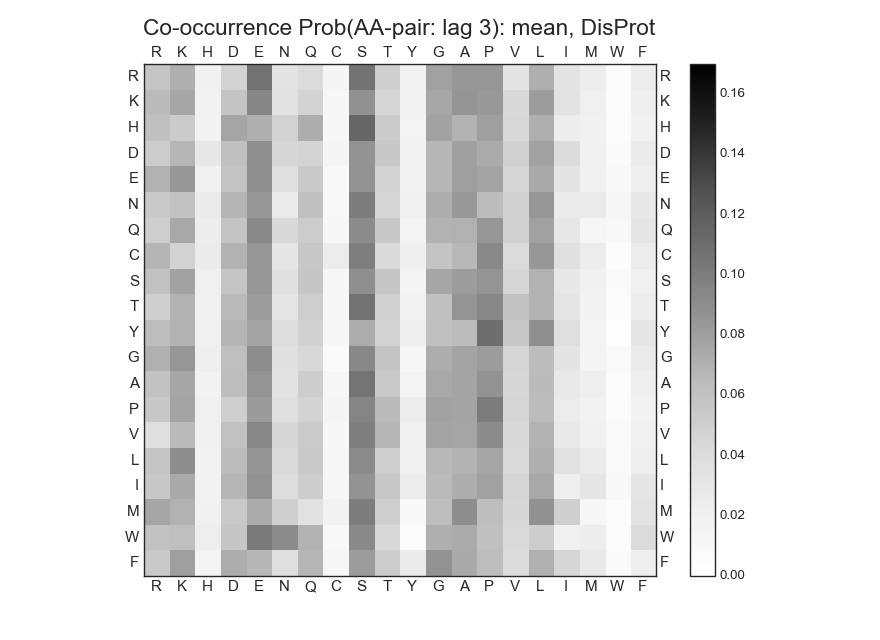 Co-occurrence Prob(AA-pair: lag 3): mean, DisProt
R K H D E N Q C S T Y G A P V L I M W F
R R
K K
H H
D D
E E
N N
Q Q
C C
S S
T T
Y Y
G G
A A
P P
V V
L L
I I
M M
W W
F F
R K H D E N Q C S T Y G A P V L I M W F
0.16
0.14
0.12
0.10
0.08
0.06
0.04
0.02
0.00